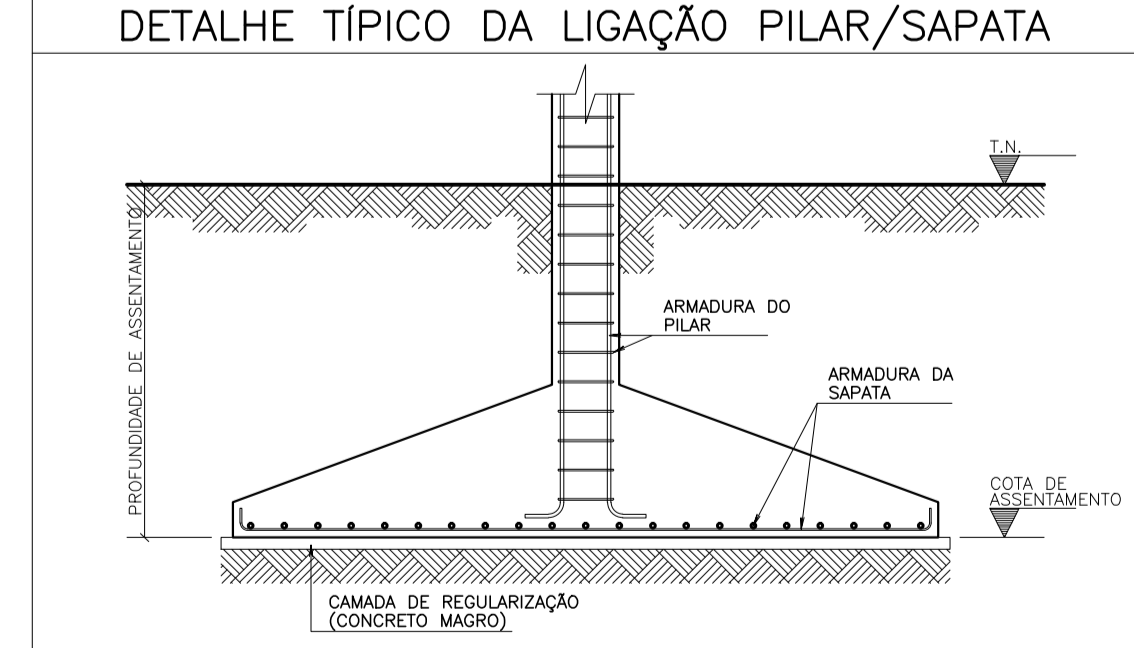 DETALHE TÍPICO DA LIGAÇÃO PILAR/SAPATA
T.N.
PROFUNDIDADE DE ASSENTAMENTO
ARMADURA DO
PILAR
ARMADURA DA
SAPATA
COTA DE
ASSENTAMENTO
CAMADA DE REGULARIZAÇÃO
(CONCRETO MAGRO)